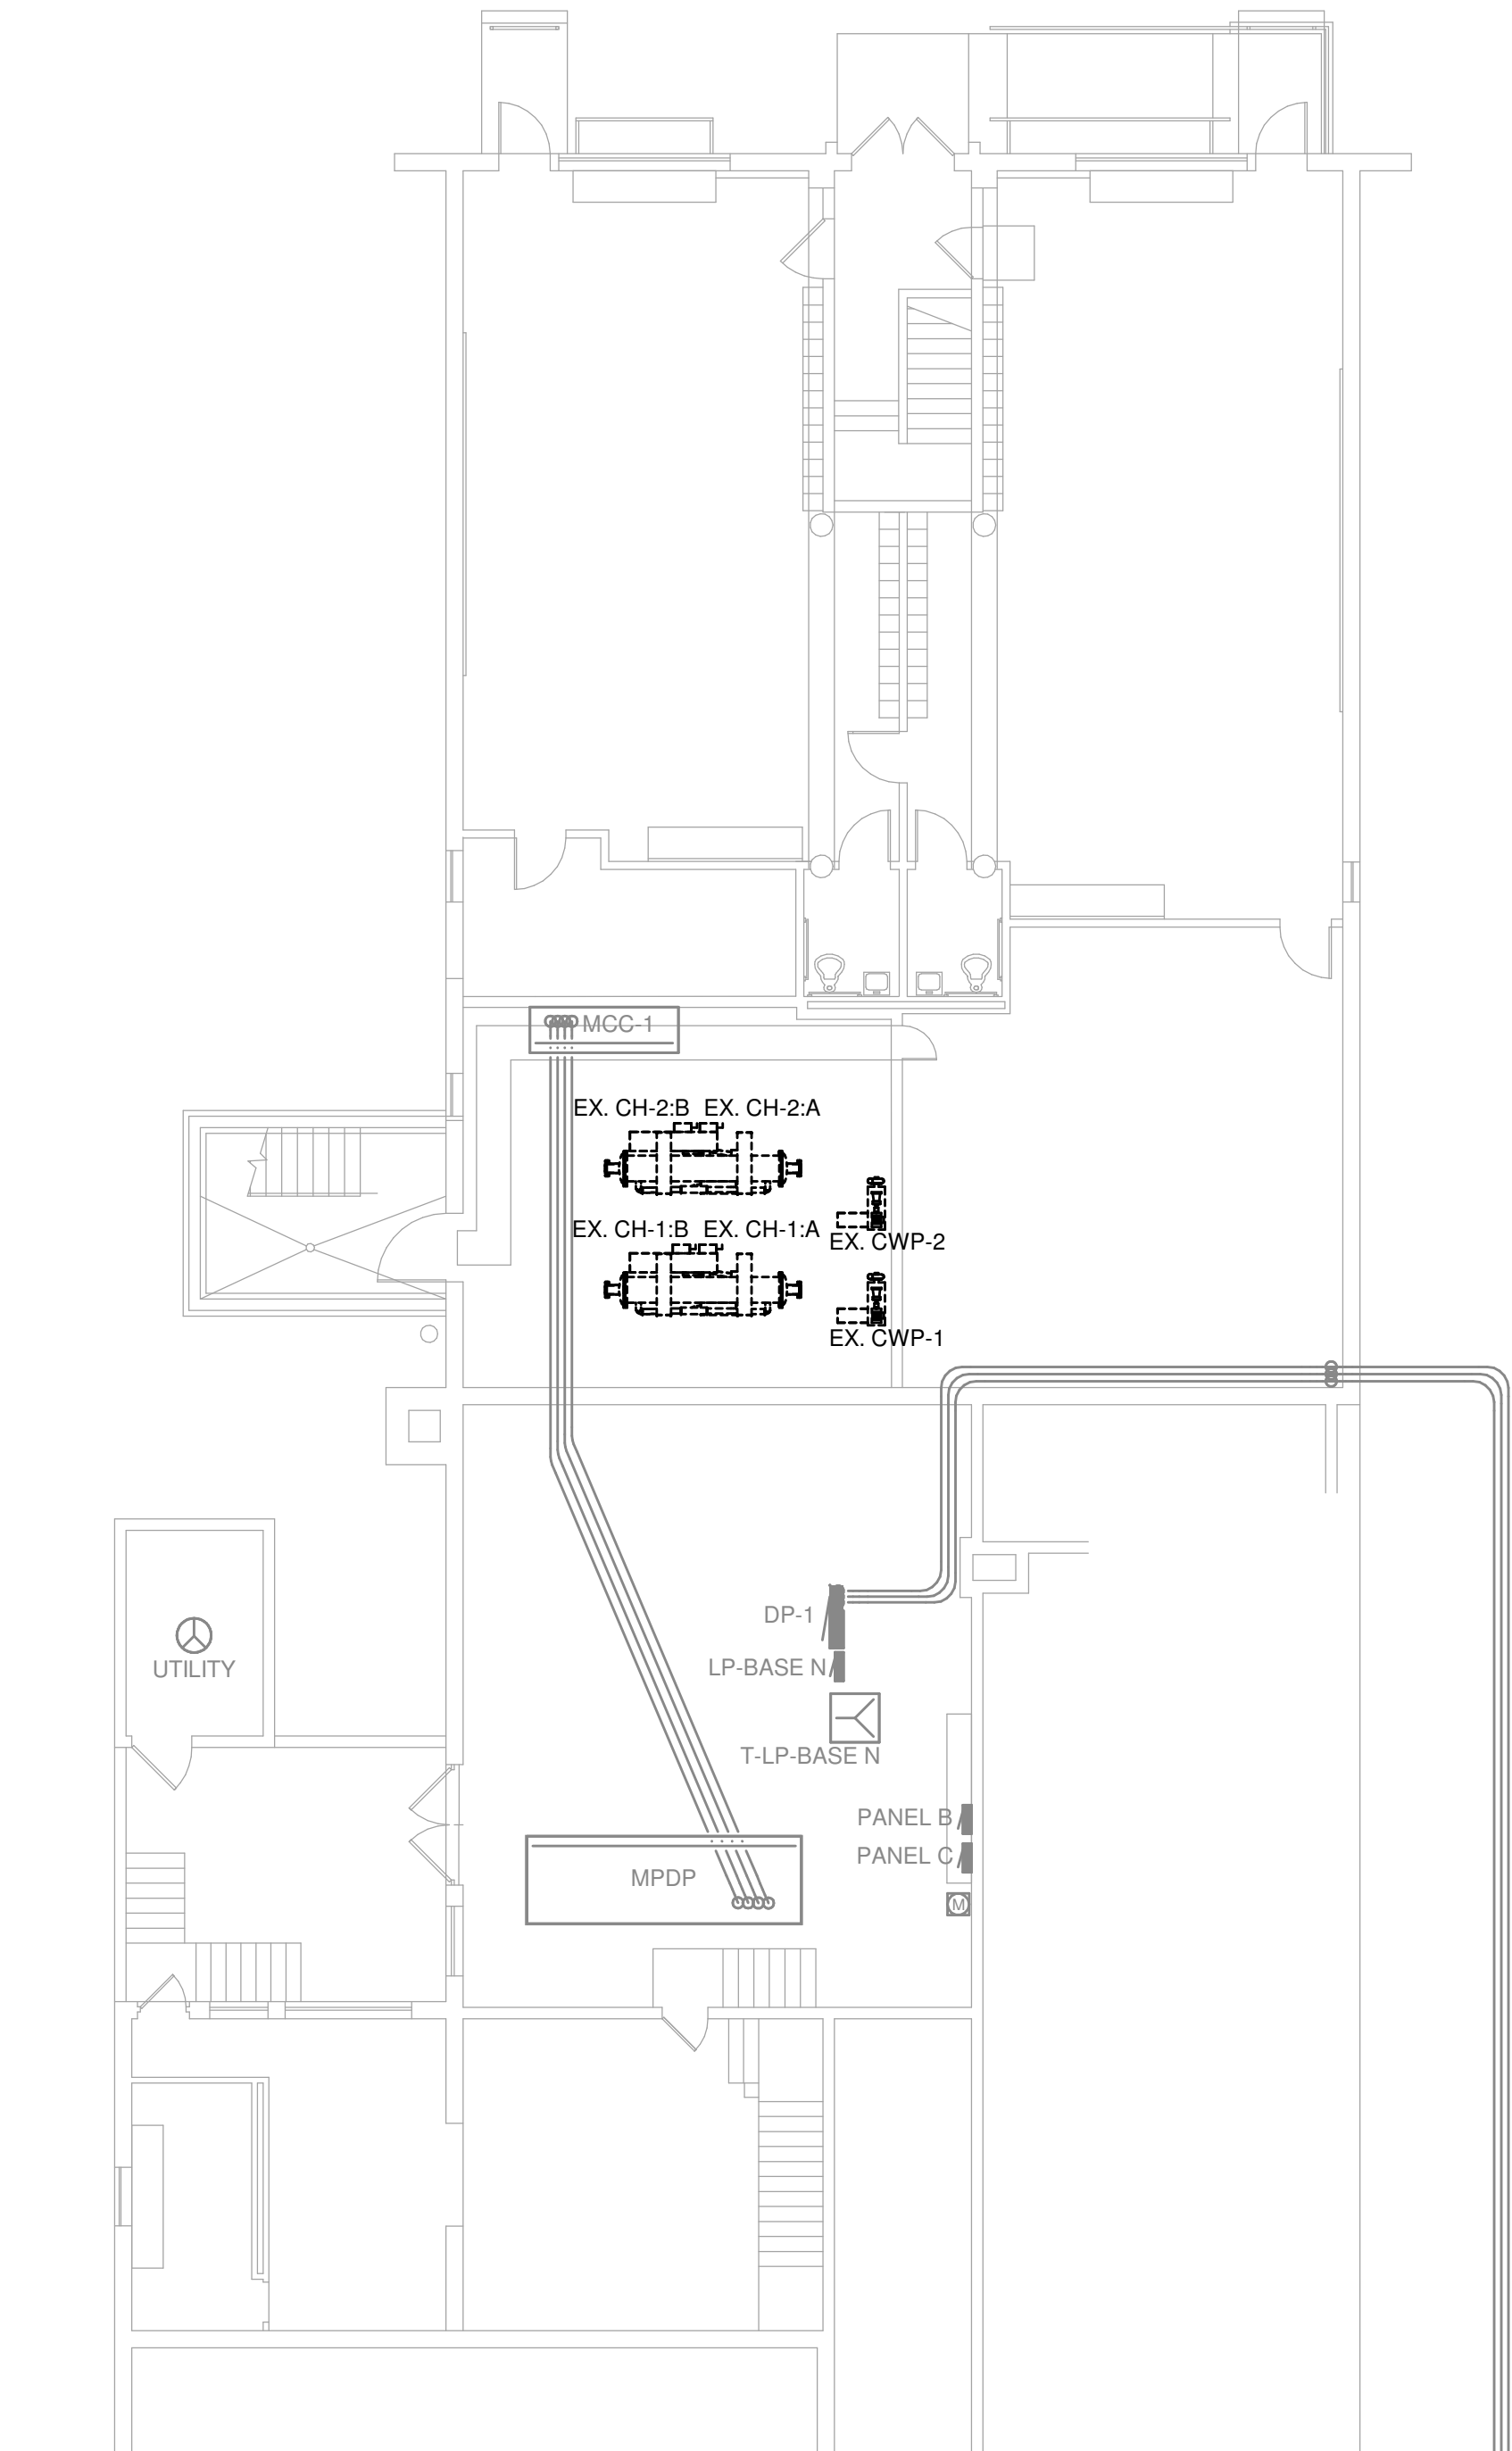 MCC-1
EX. CH-2:B EX. CH-2:A
EX. CH-1:B EX. CH-1:A
EX. CWP-2
EX. CWP-1
DP-1
UTILITY
LP-BASE N
T-LP-BASE N
PANEL B
PANEL C
MPDP
M